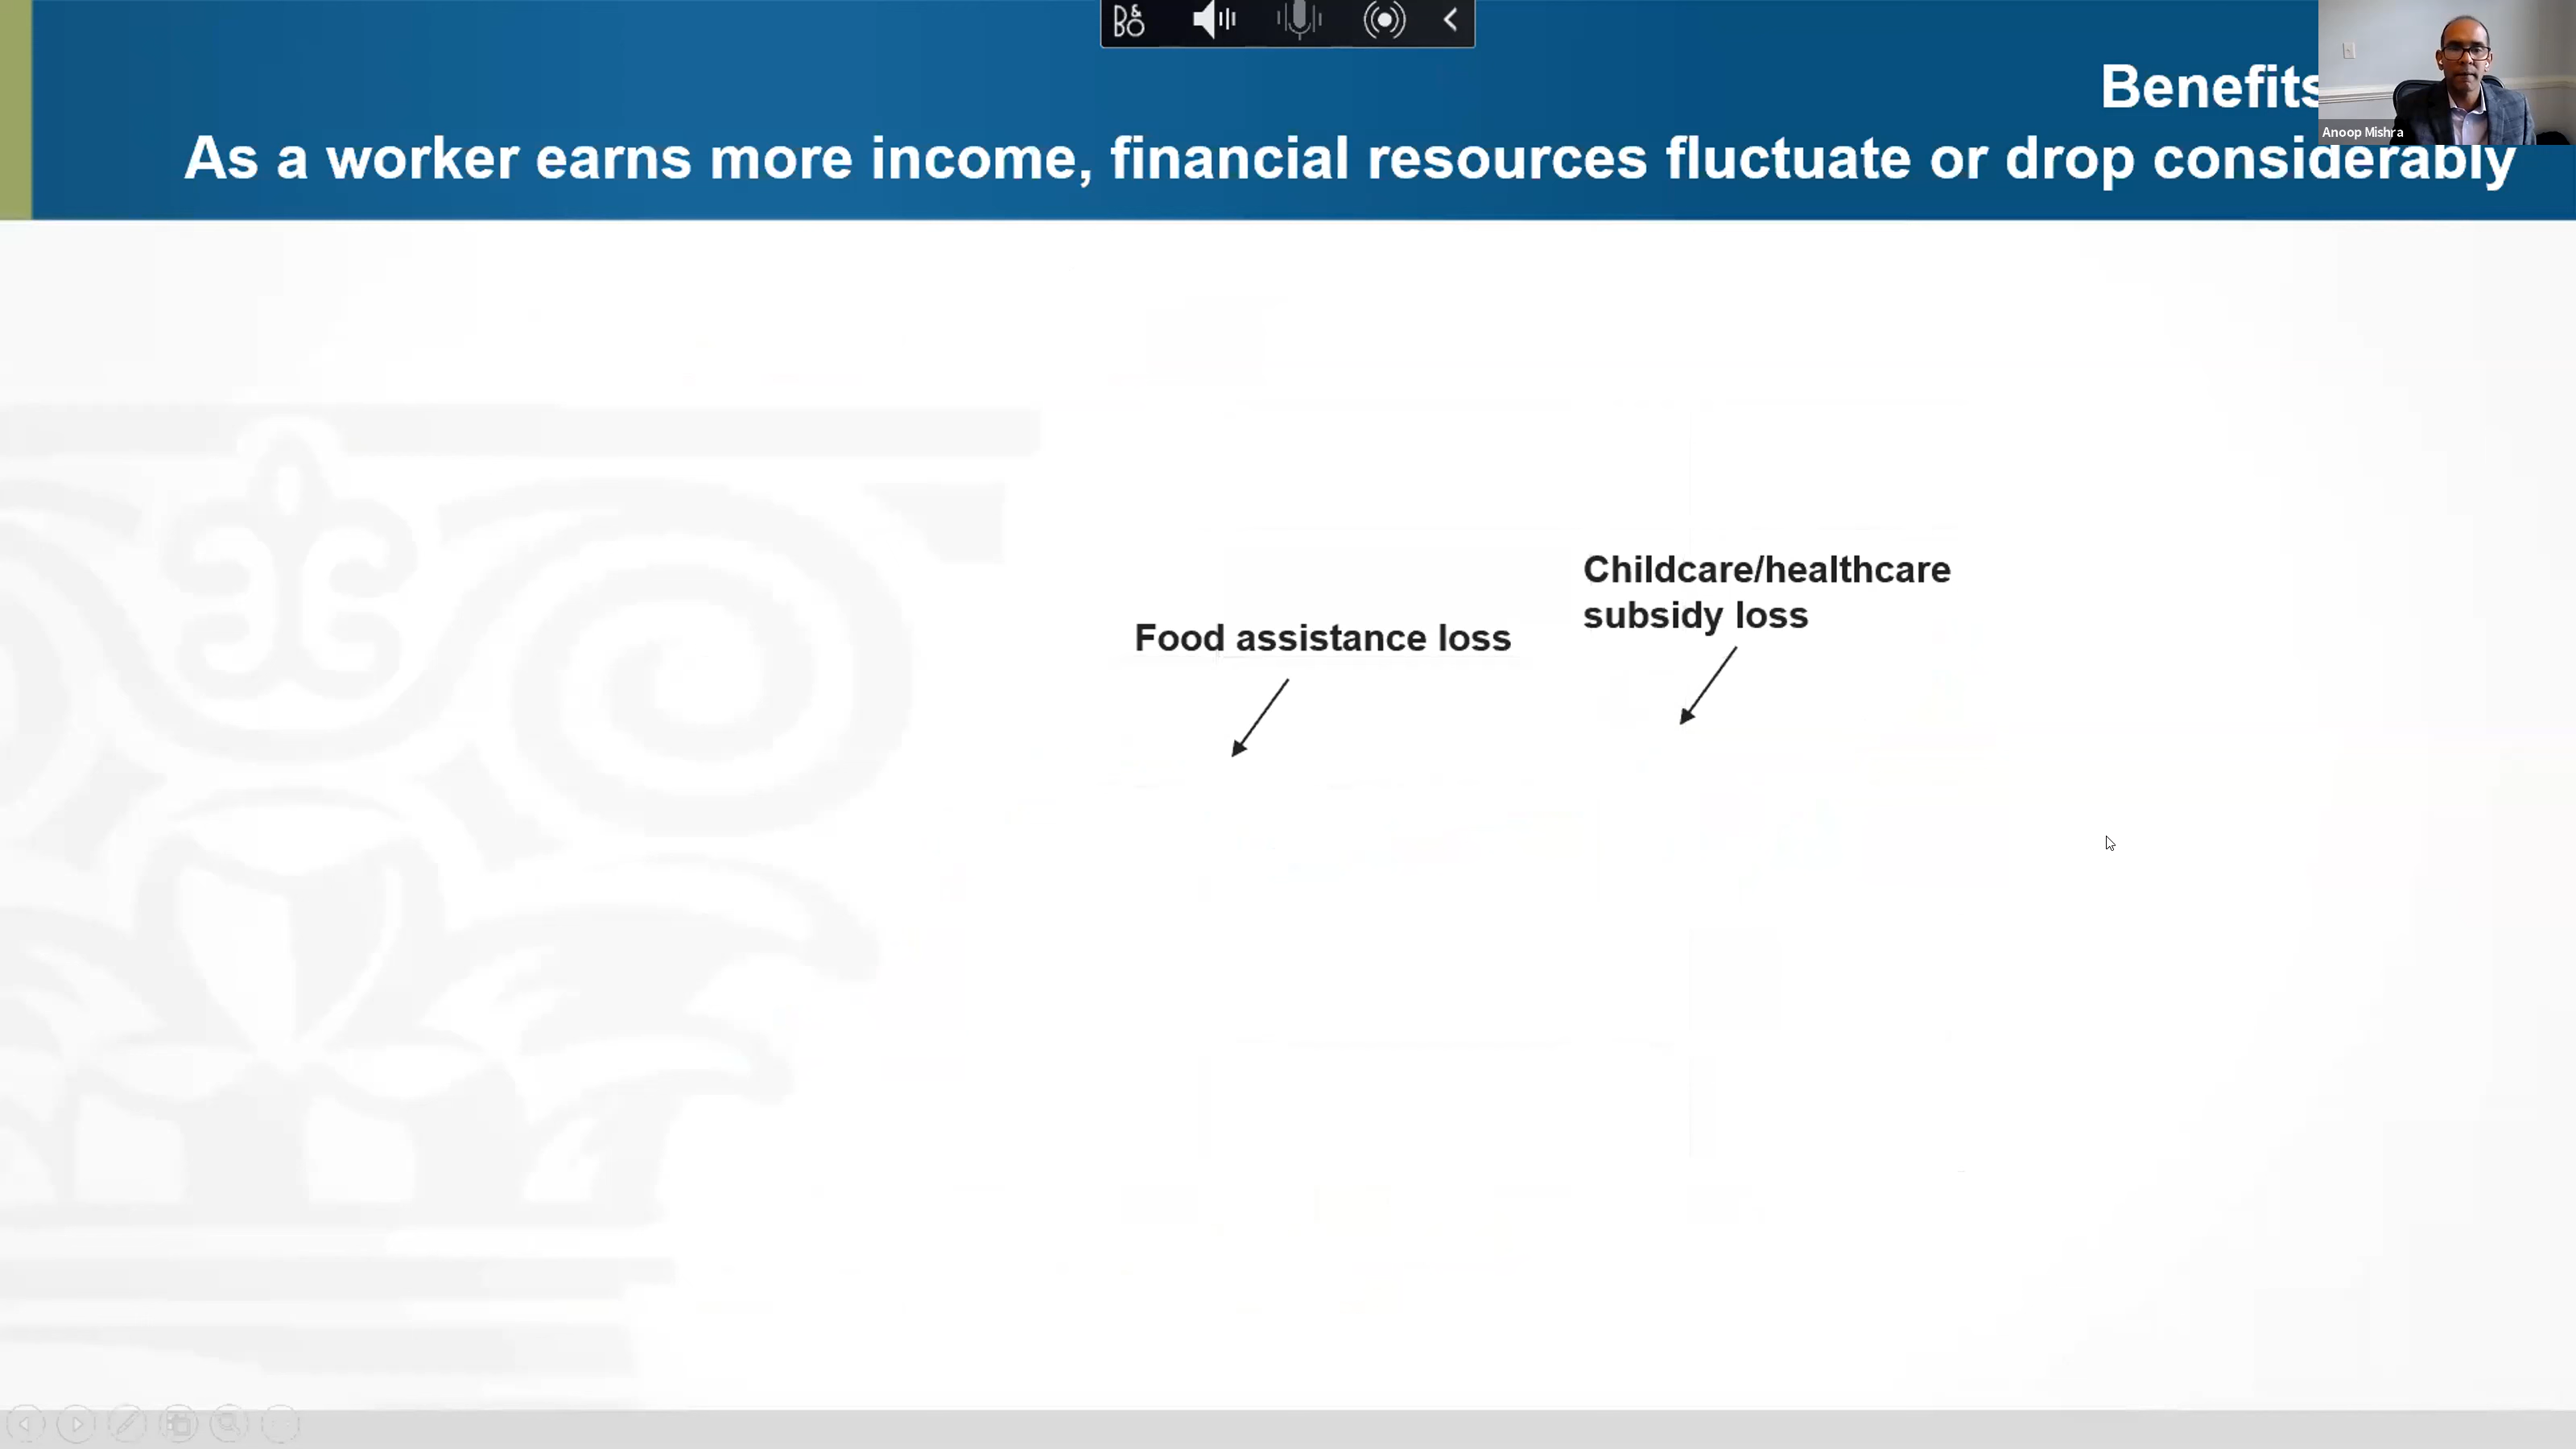 B&O
Benefits
As a worker earns more income, financial resources fluctuate or drop considerably
Anoop Mishra
Childcare/healthcare
subsidy loss
Food assistance loss